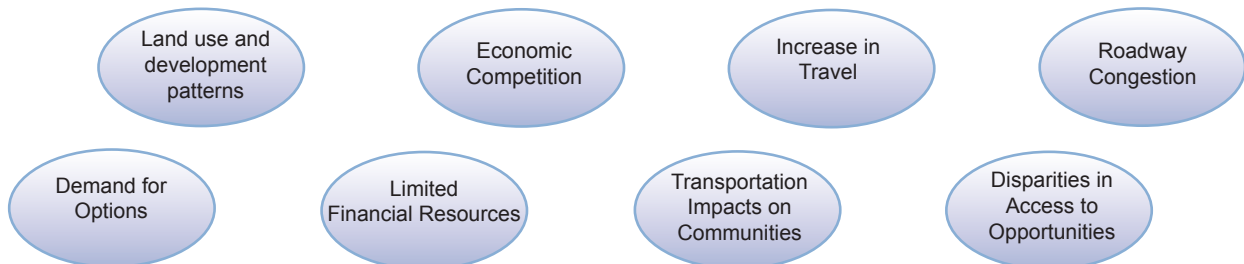 Land use and
development
patterns
Economic
Competition
Increase in
Travel
Roadway
Congestion
Demand for
Options
Limited
Financial Resources
Transportation
Impacts on
Communities
Disparities in
Access to
Opportunities